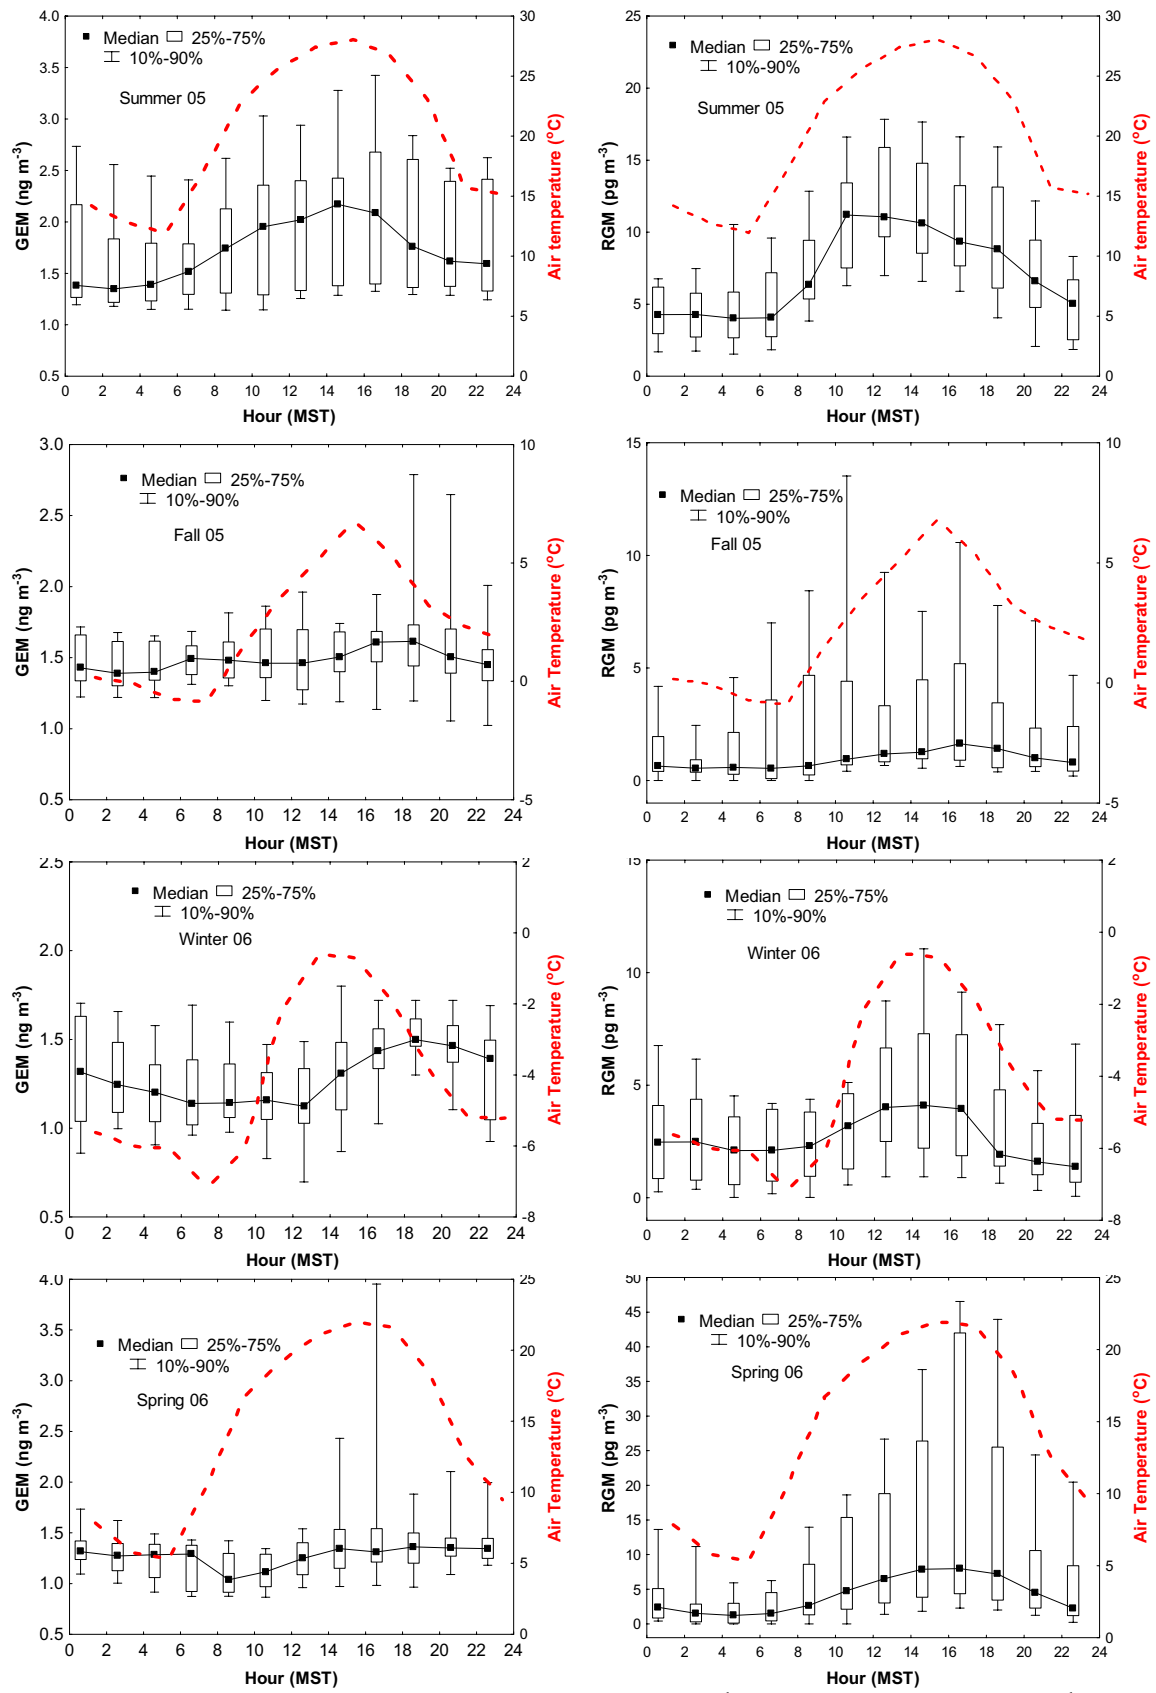 4.0
3.5
3.0
2.5
2.0
1.5
1.0
0.5
GEM (ng m-3)
Median 25%-75%
10%-90%
Summer 05
30
25
20
15
10
5
0
Air temperature (oC)
0 2 4 6 8 10 12 14 16 18 20 22 24
Hour (MST)
25
20
15
10
5
0
RGM (pg m-3)
Median 25%-75%
10%-90%
Summer 05
30
25
20
15
10
5
0
Air temperature (oC)
0 2 4 6 8 10 12 14 16 18 20 22 24
Hour (MST)
3.0
2.5
2.0
1.5
1.0
0.5
GEM (ng m-3)
Median 25%-75%
10%-90%
Fall 05
10
5
0
-5
Air Temperature (oC)
0 2 4 6 8 10 12 14 16 18 20 22 24
Hour (MST)
15
10
5
0
RGM (pg m-3)
Median 25%-75%
10%-90%
Fall 05
10
5
0
-5
Air Temperature (oC)
0 2 4 6 8 10 12 14 16 18 20 22 24
Hour (MST)
2.5
2.0
1.5
1.0
0.5
GEM (ng m-3)
Median 25%-75%
10%-90%
Winter 06
2
0
-2
-4
-6
-8
Air Temperature (oC)
0 2 4 6 8 10 12 14 16 18 20 22 24
Hour (MST)
15
10
5
0
RGM (pg m-3)
Median 25%-75%
10%-90%
Winter 06
2
0
-2
-4
-6
-8
Air Temperature (oC)
0 2 4 6 8 10 12 14 16 18 20 22 24
Hour (MST)
4.0
3.5
3.0
2.5
2.0
1.5
1.0
0.5
GEM (ng m-3)
Median 25%-75%
10%-90%
Spring 06
25
20
15
10
5
0
Air Temperature (oC)
0 2 4 6 8 10 12 14 16 18 20 22 24
Hour (MST)
50
45
40
35
30
25
20
15
10
5
0
RGM (pg m-3)
Median 25%-75%
10%-90%
Spring 06
25
20
15
10
5
0
Air Temperature (oC)
0 2 4 6 8 10 12 14 16 18 20 22 24
Hour (MST)